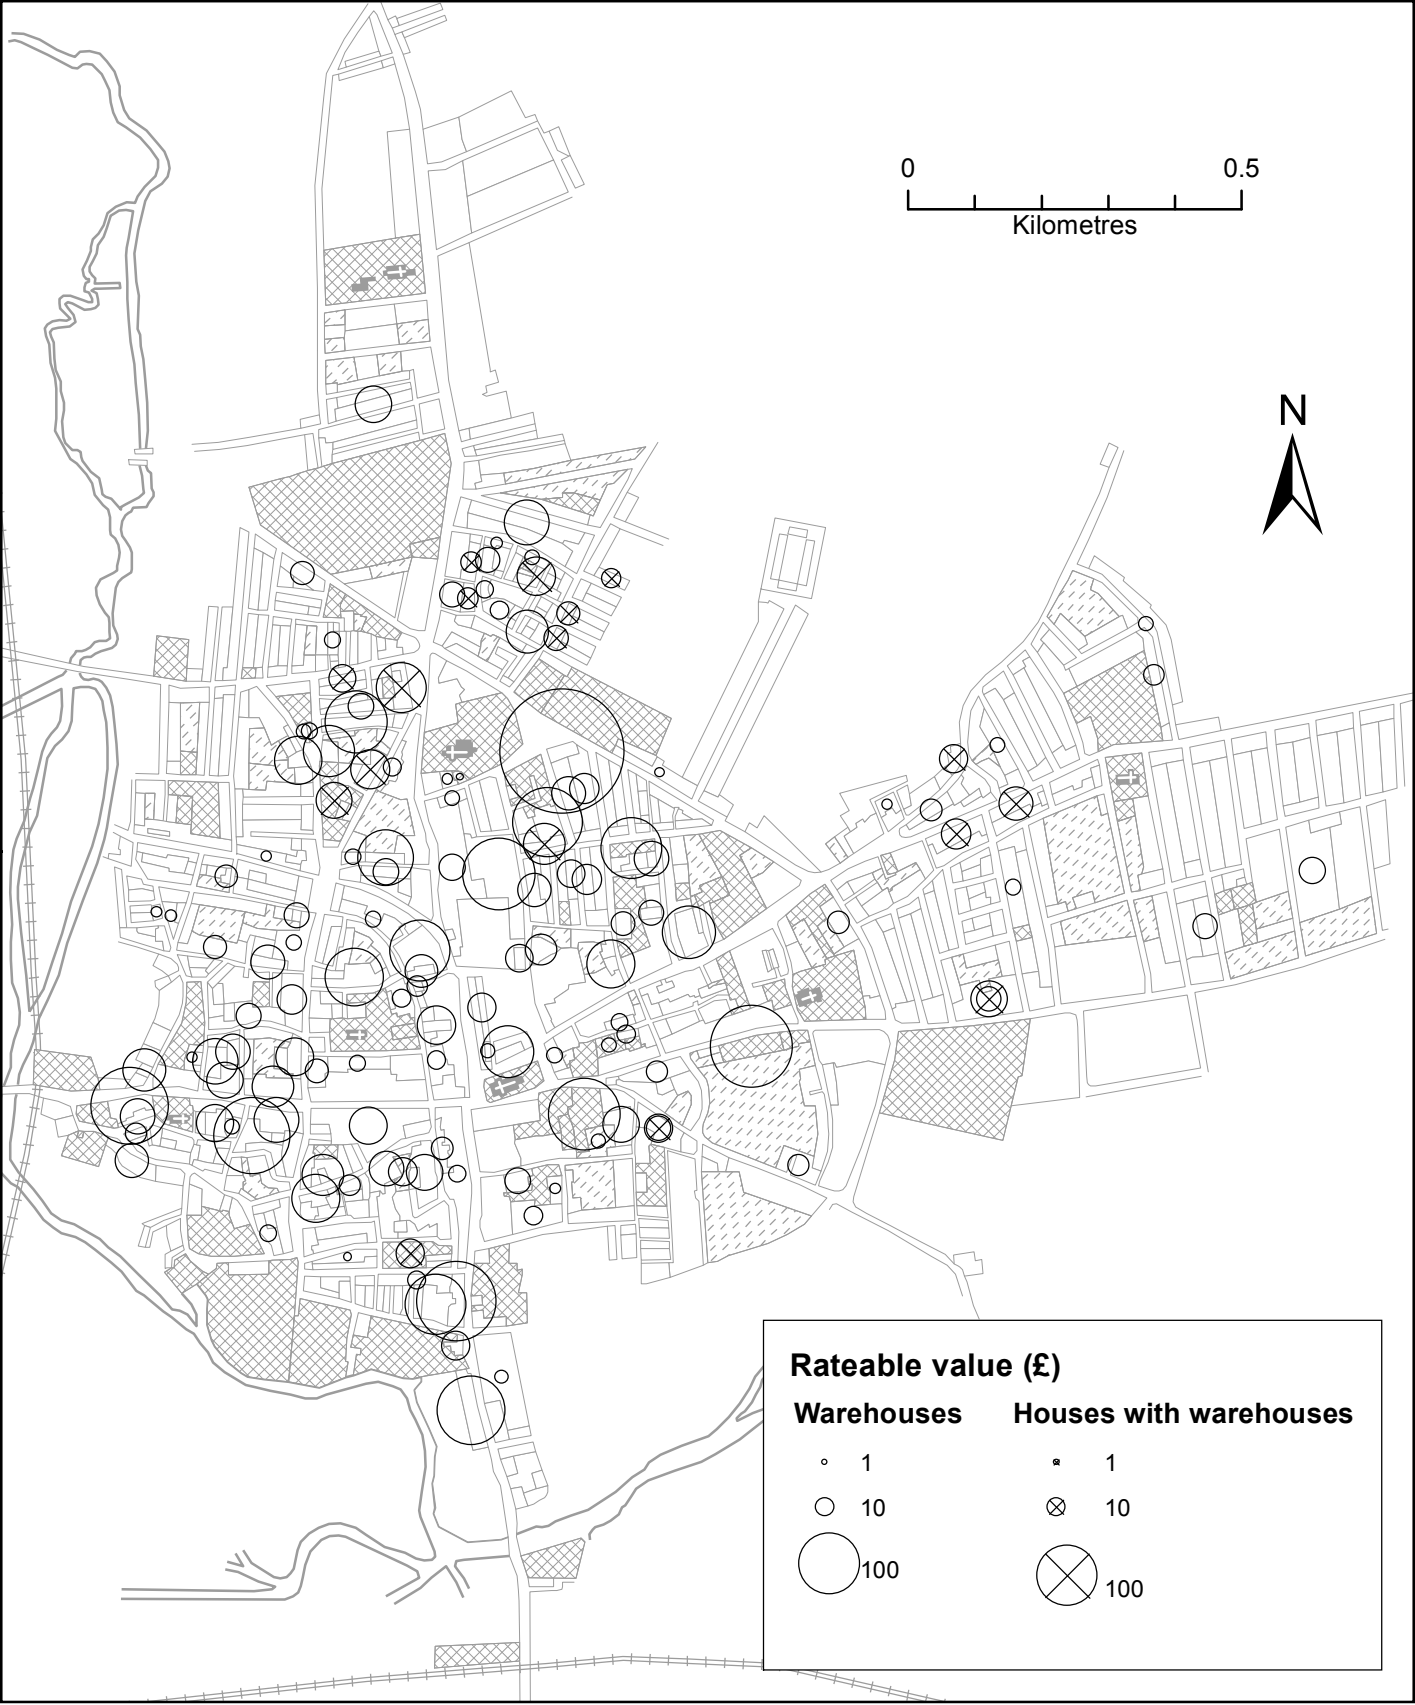 0 0.5
Kilometres
N
Rateable value (£)
Warehouses Houses with warehouses
1 1
10 10
100 100